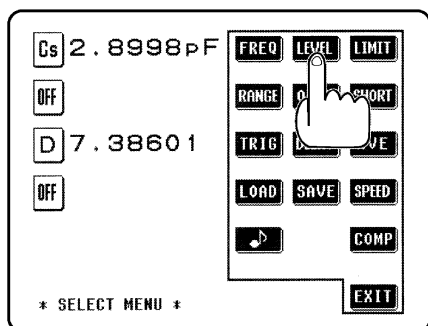 Cs 2.8998pF
OFF
D 7.38601
OFF
* SELECT MENU *
FREQ LEVEL LIMIT
RANGE
TRIG
LOAD SAVE SPEED
COMP
EXIT